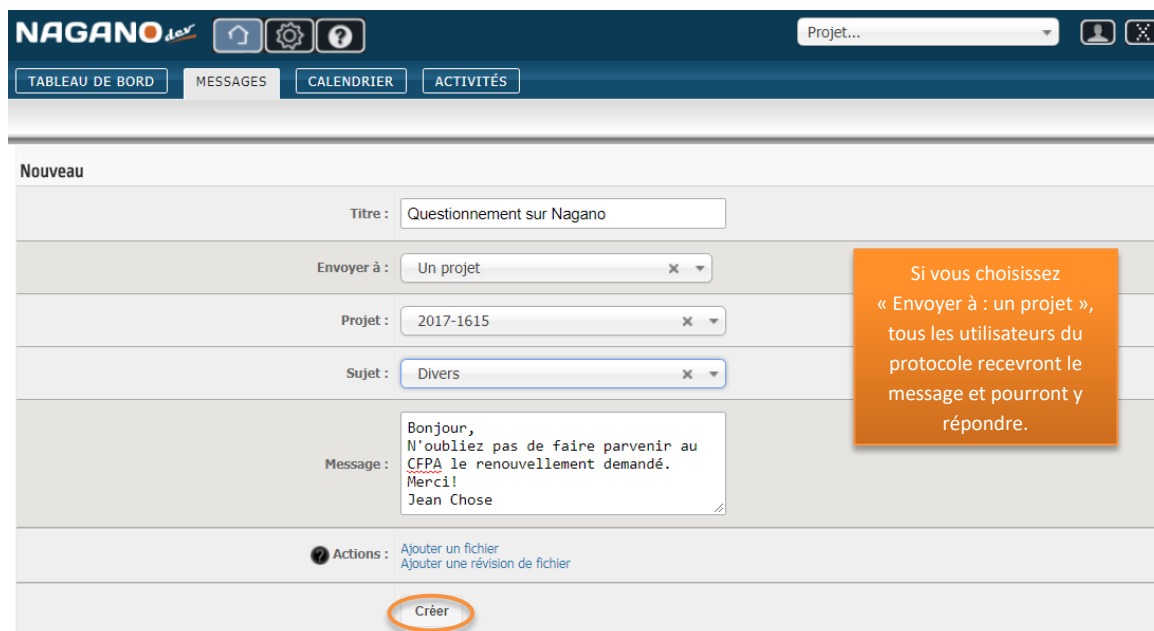 NAGANO dev ? Projet...
TABLEAU DE BORD MESSAGES CALENDRIER ACTIVITÉS
Nouveau
Titre : Questionnement sur Nagano
Envoyer à : Un projet
Projet : 2017-1615
Sujet : Divers
Message : Bonjour,
N'oubliez pas de faire parvenir au
CFPA le renouvellement demandé.
Merci!
Jean Chose
Si vous choisissez
« Envoyer à : un projet »,
tous les utilisateurs du
protocole recevront le
message et pourront y
répondre.
? Actions : Ajouter un fichier
Ajouter une révision de fichier
Créer